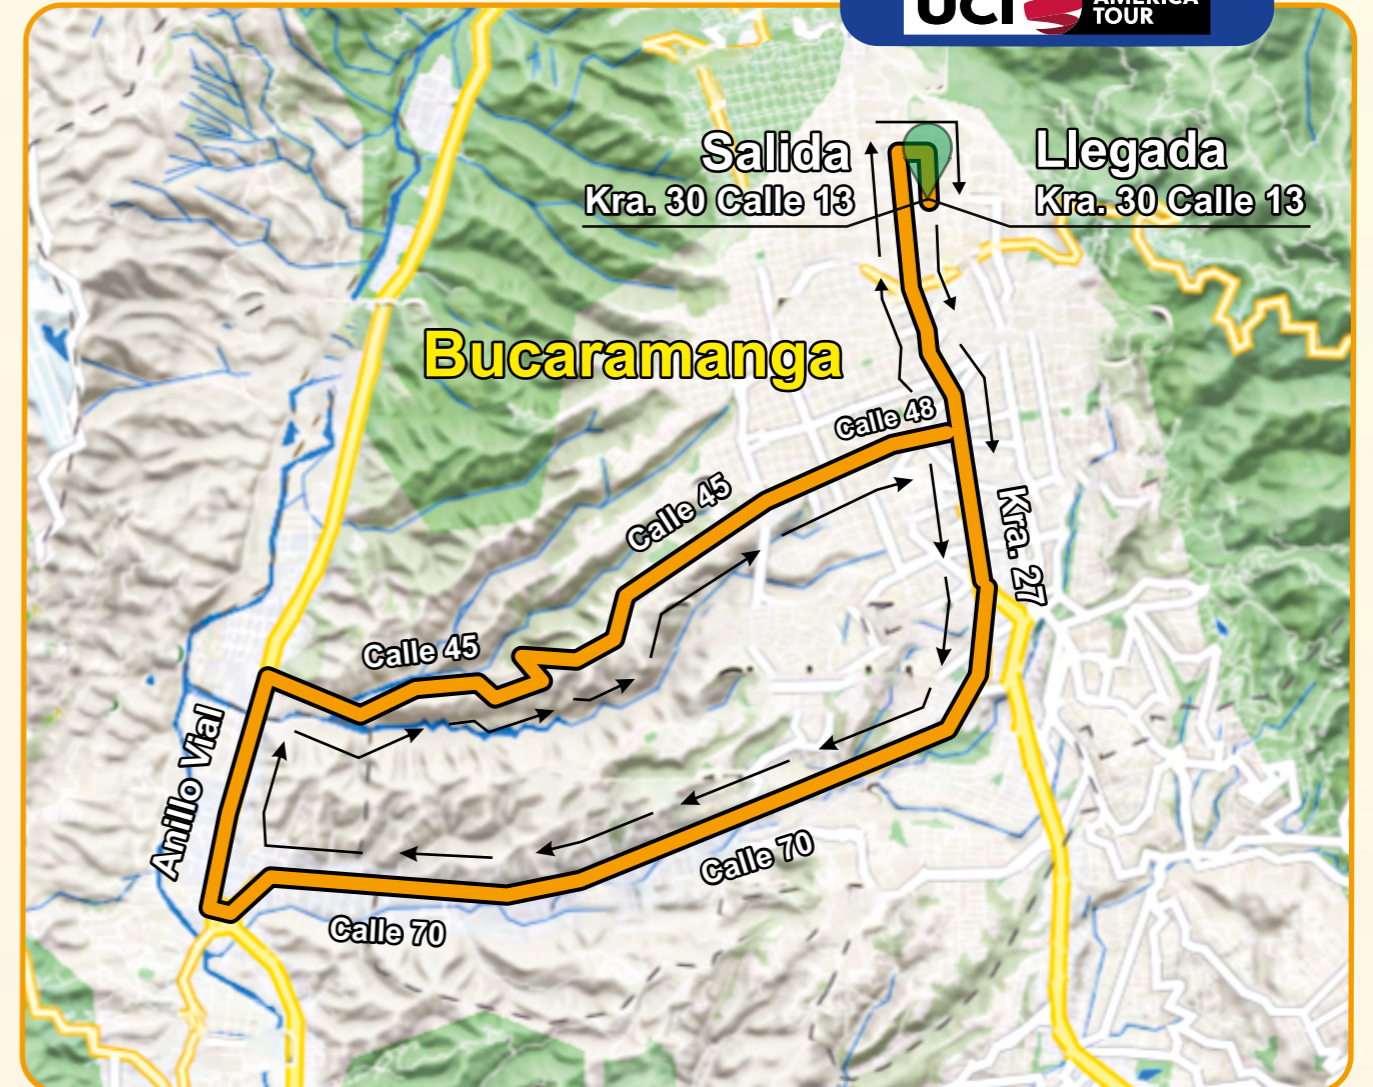 UCI AMERICA
TOUR
Salida
Kra. 30 Calle 13
Llegada
Kra. 30 Calle 13
Bucaramanga
Calle 48
Calle 45
Kra. 27
Calle 45
Anillo Vial
Calle 70
Calle 70